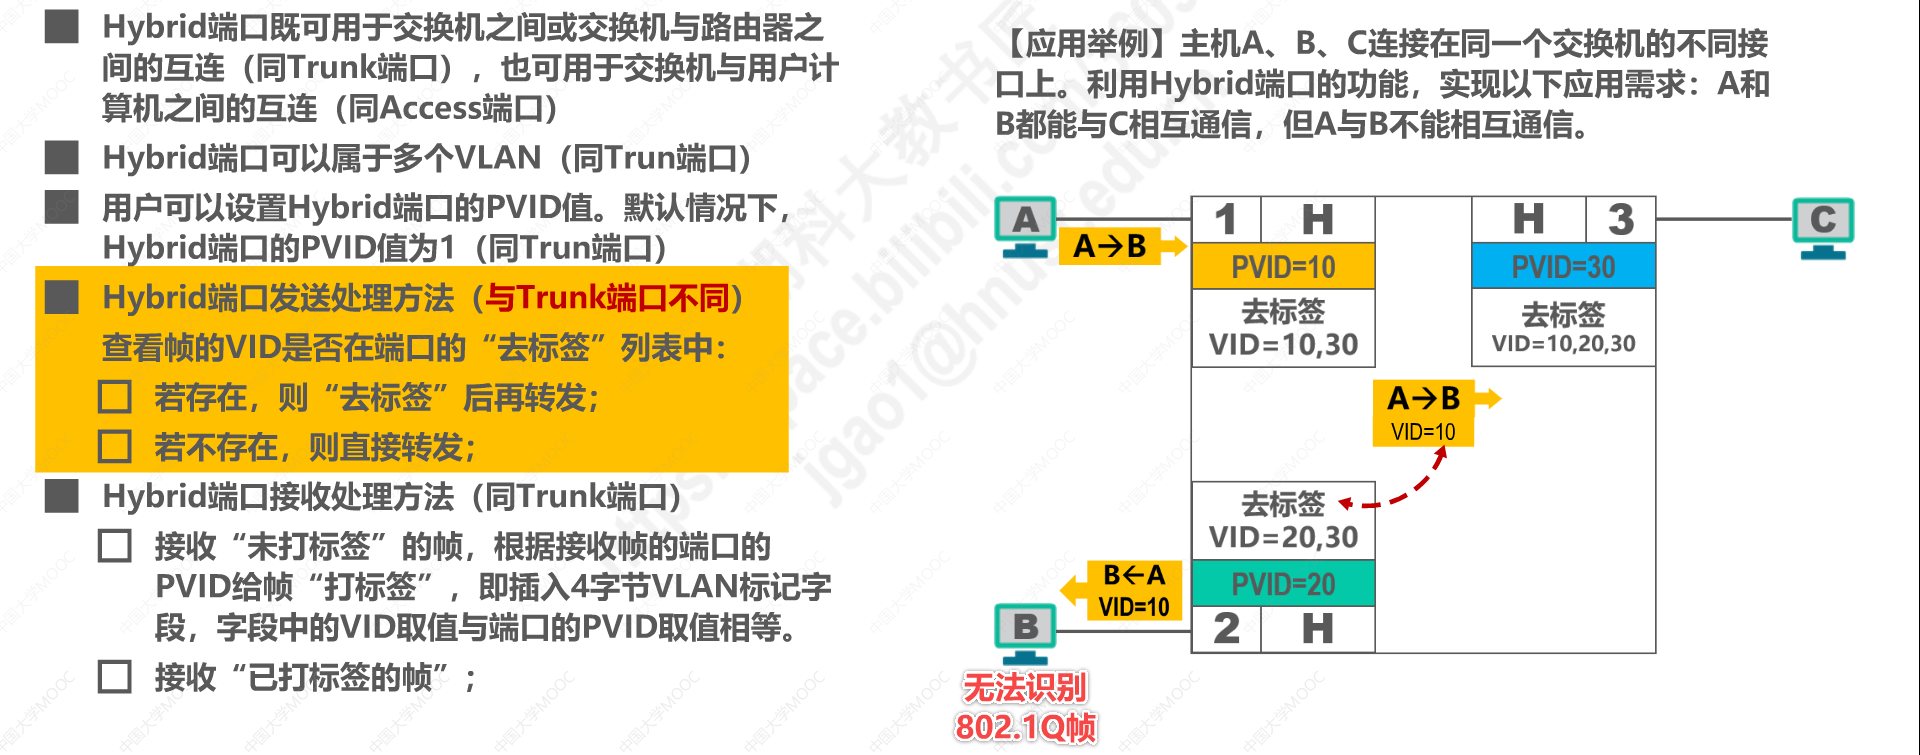 Hybrid端口既可用于交换机之间或交换机与路由器之
间的互连（同Trunk端口），也可用于交换机与用户计
算机之间的互连（同Access端口）
Hybrid端口可以属于多个VLAN（同Trun端口）
用户可以设置Hybrid端口的PVID值。默认情况下，
Hybrid端口的PVID值为1（同Trun端口）
Hybrid端口发送处理方法（与Trunk端口不同）
查看帧的VID是否在端口的“去标签”列表中：
若存在，则“去标签”后再转发；
若不存在，则直接转发；
Hybrid端口接收处理方法（同Trunk端口）
接收“未打标签”的帧，根据接收帧的端口的
PVID给帧“打标签”，即插入4字节VLAN标记字
段，字段中的VID取值与端口的PVID取值相等。
接收“已打标签的帧”；
【应用举例】主机A、B、C连接在同一个交换机的不同接
口上。利用Hybrid端口的功能，实现以下应用需求：A和
B都能与C相互通信，但A与B不能相互通信。
A
A→B
1 H
PVID=10
去标签
VID=10,30
H 3
PVID=30
去标签
VID=10,20,30
C
A→B
VID=10
去标签
VID=20,30
PVID=20
2 H
B←A
VID=10
B
无法识别
802.1Q帧
中国大学MOOC